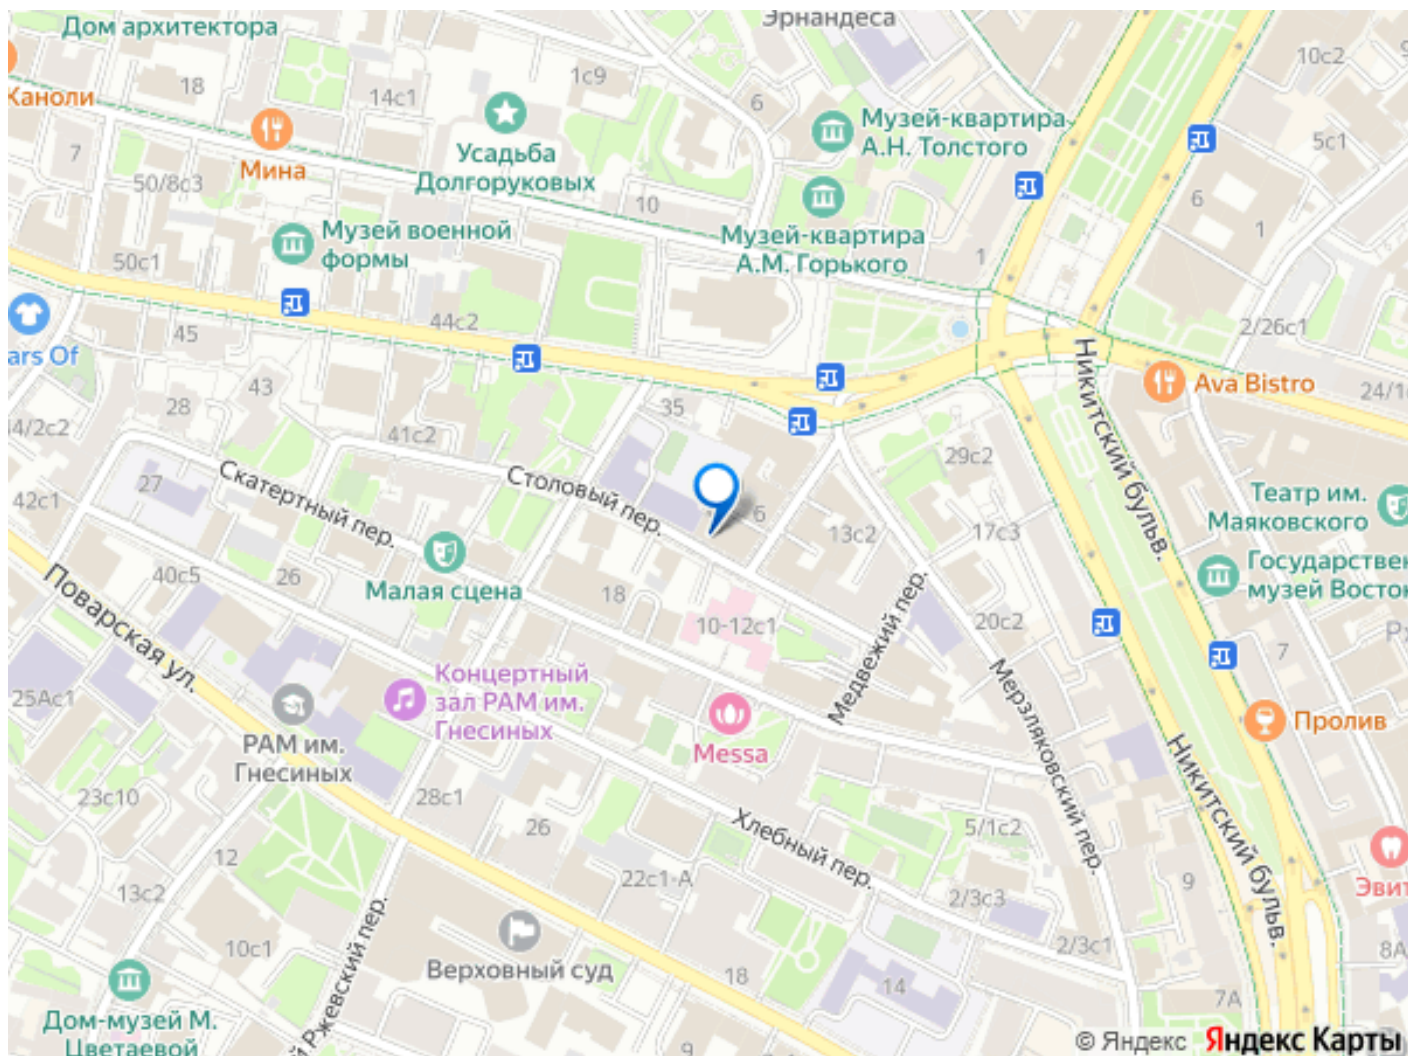 Эрнандеса
Дом архитектора
10с2
1с9
18
14с1
6
Каноли
Музей-квартира
А.Н. Толстого
5с1
7
Мина
Усадьба
Долгоруковых
50/8с3
10
6
1
Музей военной
формы
Музей-квартира
А.М. Горького
1
50с1
44с2
45
2/26с1
ars Of
43
28
35
Ava Bistro
24/1
44/2с2
41с2
Никитский бульв.
29с2
Столовый пер.
Скатертный пер.
27
42с1
6
13с2
17с3
Театр им.
Маяковского
Государствен
музей Восток
40с5
26
Малая сцена
18
10-12с1
20с2
7
Поварская ул.
Медвежий пер.
Мерзляковский пер.
25Ас1
Концертный
зал РАМ им.
Гнесиных
РАМ им.
Гнесиных
Messa
Пролив
Никитский бульв.
23с10
28с1
26
Хлебный пер.
5/1с2
12
13с2
22с1-А
2/3с3
9
Эвит
10с1
й Ржевский пер.
Верховный суд
18
14
2/3с1
8А
7А
Дом-музей М.
Цветаевой
9
© Яндекс Яндекс Карты